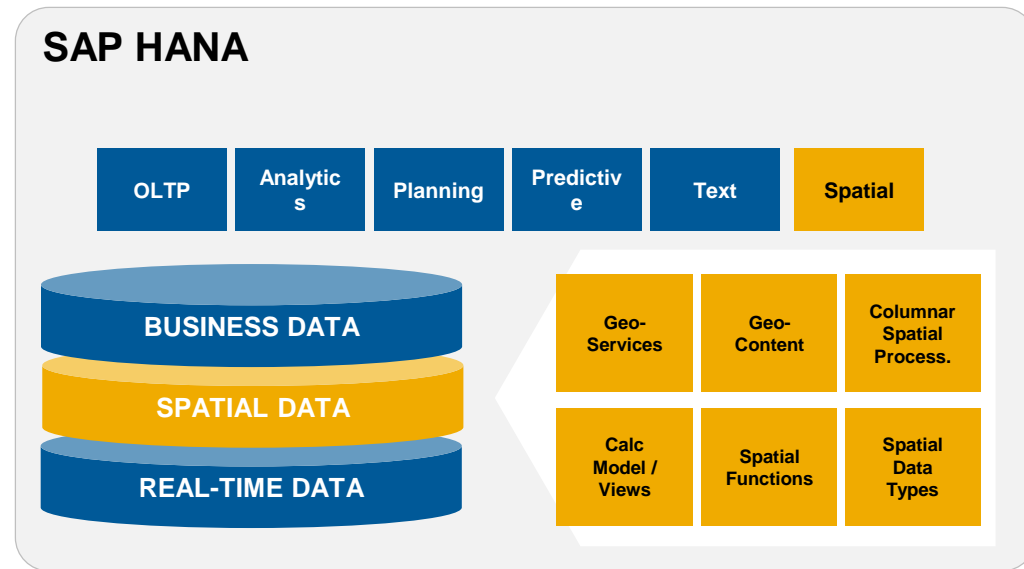 SAP HANA
OLTP
Analytic
s
Planning
Predictiv
e
Text
Spatial
BUSINESS DATA
SPATIAL DATA
REAL-TIME DATA
Geo-
Services
Geo-
Content
Columnar
Spatial
Process.
Calc
Model /
Views
Spatial
Functions
Spatial
Data
Types